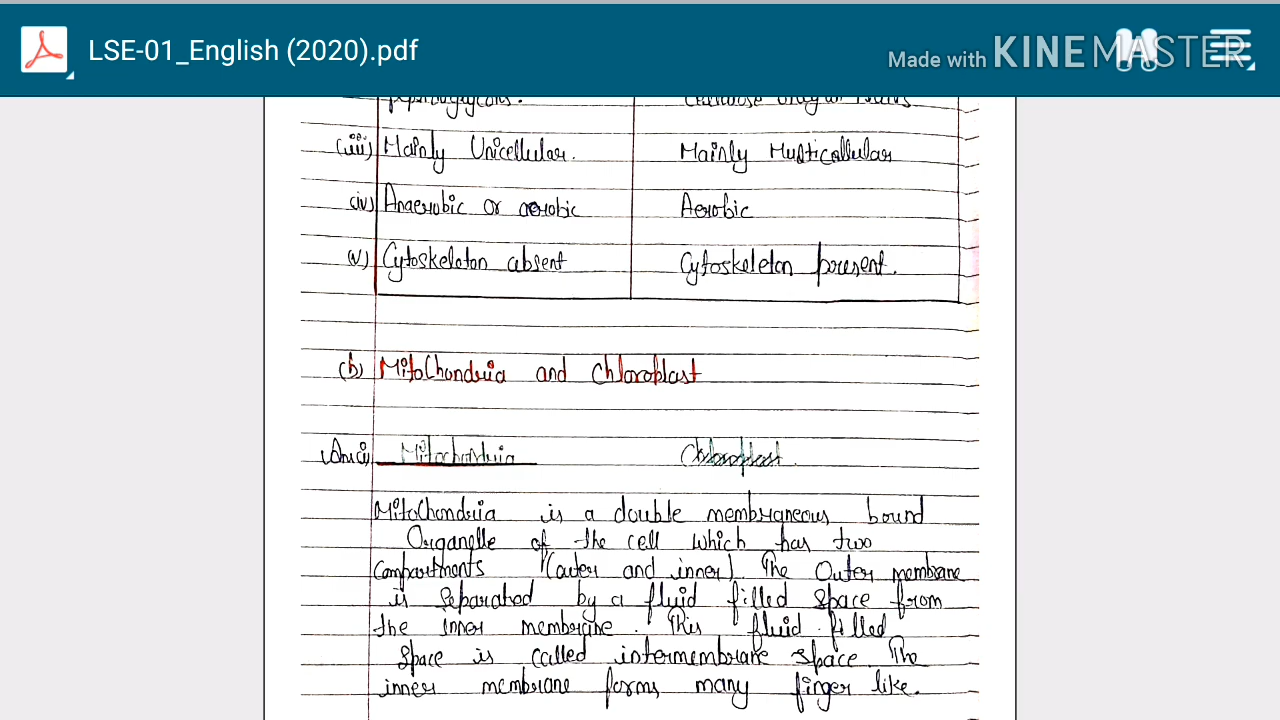 LSE-01_English (2020).pdf
Made with KINEMASTER
(iii) Mainly Unicellular. Mainly Multicellular
(iv) Anaerobic or aerobic Aerobic
(v) Cytoskeleton absent Cytoskeleton present.
(b) Mitochondria and Chloroplast
Mitochondria Chloroplast
Mitochondria is a double membraneous bound
Organelle of the cell which has two
Compartments (outer and inner). The Outer membrane
is separated by a fluid filled space from
the inner membrane. This fluid filled
Space is called intermembrane space. The
inner membrane forms many finger like.